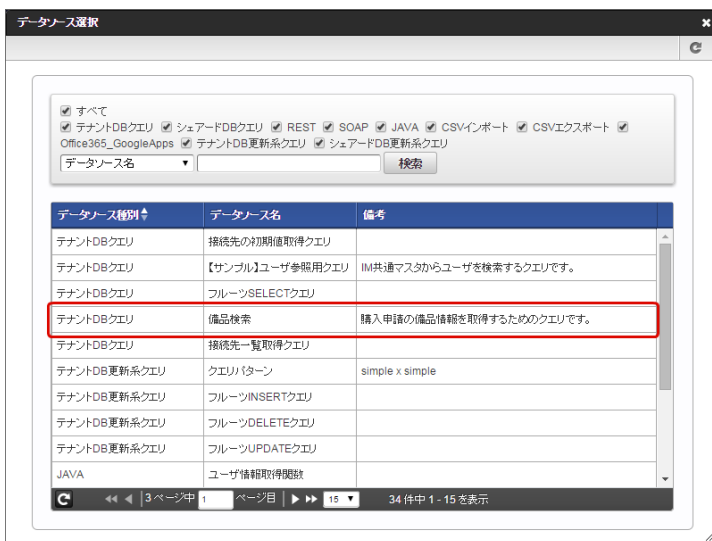 データソース選択
すべて
テナントDBクエリ シェアードDBクエリ REST SOAP JAVA CSVインポート CSVエクスポート
Office365_GoogleApps テナントDB更新系クエリ シェアードDB更新系クエリ
データソース名 検索
データソース種別 データソース名 備考
テナントDBクエリ 接続先の初期値取得クエリ
テナントDBクエリ 【サンプル】ユーザ参照用クエリ IM共通マスタからユーザを検索するクエリです。
テナントDBクエリ フルーツSELECTクエリ
テナントDBクエリ 備品検索 購入申請の備品情報を取得するためのクエリです。
テナントDBクエリ 接続先一覧取得クエリ
テナントDB更新系クエリ クエリパターン simple x simple
テナントDB更新系クエリ フルーツINSERTクエリ
テナントDB更新系クエリ フルーツDELETEクエリ
テナントDB更新系クエリ フルーツUPDATEクエリ
JAVA ユーザ情報取得関数
3 ページ中 1 ページ目 15 34 件中 1 - 15 を表示